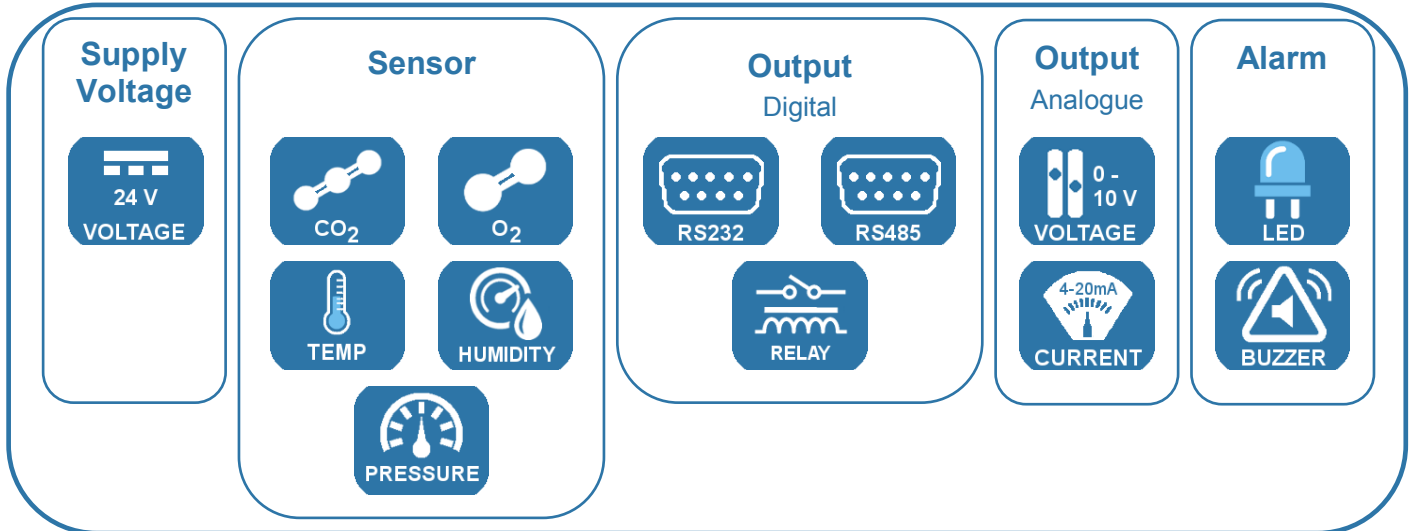 Supply
Voltage
24 V
VOLTAGE
Sensor
CO2
O2
TEMP
HUMIDITY
PRESSURE
Output
Digital
RS232
RS485
RELAY
Output
Analogue
0 -
10 V
VOLTAGE
4-20mA
CURRENT
Alarm
LED
BUZZER